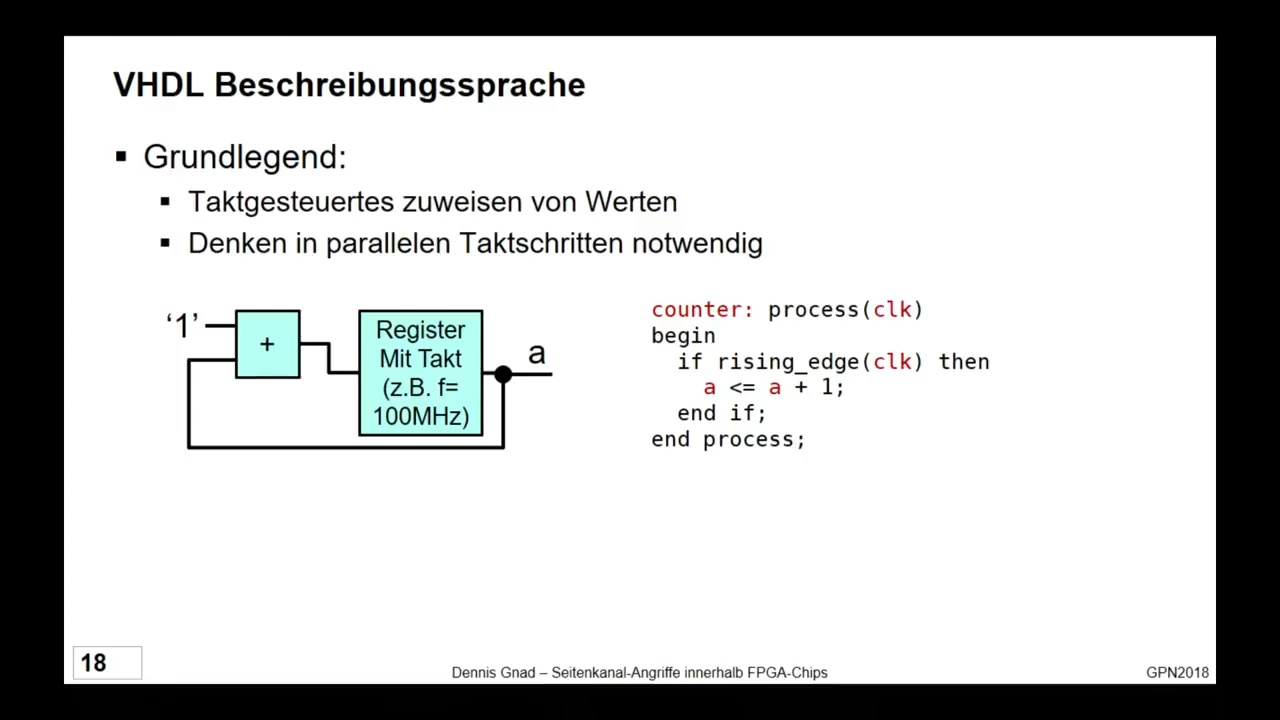 VHDL Beschreibungssprache
▪ Grundlegend:
▪ Taktgesteuertes zuweisen von Werten
▪ Denken in parallelen Taktschritten notwendig
‘1’
+
Register
Mit Takt
(z.B. f=
100MHz)
a
counter: process(clk)
begin
if rising_edge(clk) then
a <= a + 1;
end if;
end process;
18
Dennis Gnad – Seitenkanal-Angriffe innerhalb FPGA-Chips
GPN2018